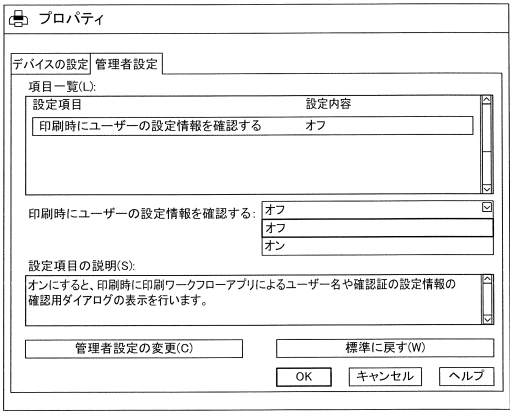 プロパティ
デバイスの設定 管理者設定
項目一覧(L):
設定項目 設定内容
印刷時にユーザーの設定情報を確認する オフ
印刷時にユーザーの設定情報を確認する: オフ
オフ
オン
設定項目の説明(S):
オンにすると、印刷時に印刷ワークフローアプリによるユーザー名や確認証の設定情報の
確認用ダイアログの表示を行います。
管理者設定の変更(C) 標準に戻す(W)
OK キャンセル ヘルプ